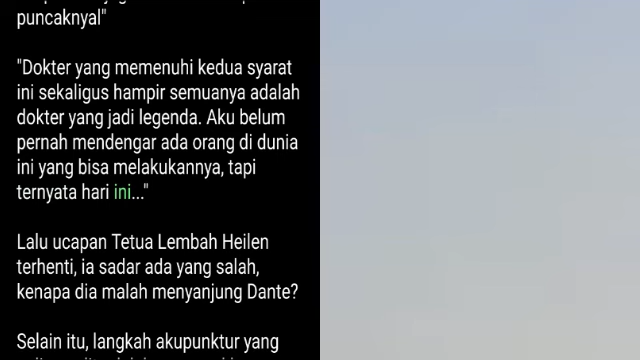 puncaknya!"
"Dokter yang memenuhi kedua syarat
ini sekaligus hampir semuanya adalah
dokter yang jadi legenda. Aku belum
pernah mendengar ada orang di dunia
ini yang bisa melakukannya, tapi
ternyata hari ini..."
Lalu ucapan Tetua Lembah Heilen
terhenti, ia sadar ada yang salah,
kenapa dia malah menyanjung Dante?
Selain itu, langkah akupunktur yang